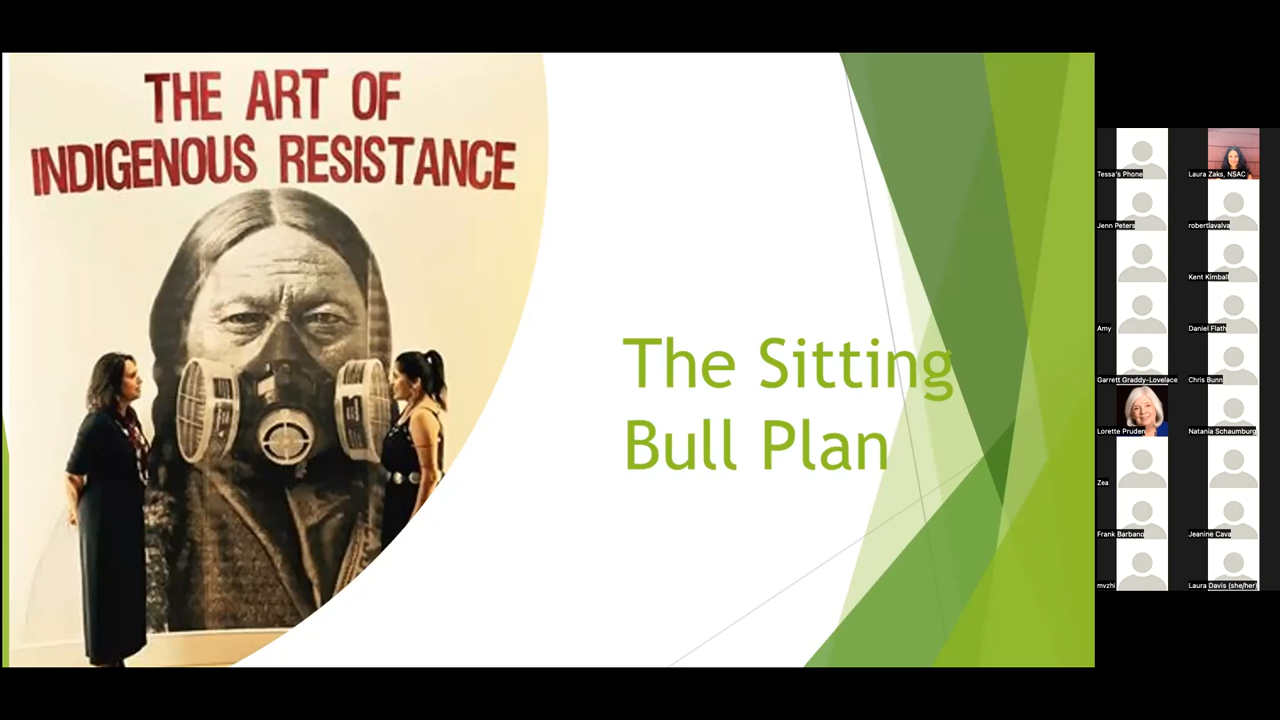 THE ART OF
INDIGENOUS RESISTANCE
The Sitting
Bull Plan
Tessa's Phone
Laura Zaks, NSAC
Jenn Peters
robertlavalva
Kent Kimball
Amy
Daniel Flath
Garrett Graddy-Lovelace
Chris Bunn
Lorette Pruden
Natania Schaumburg
Zea
Frank Barbano
Jeanine Cava
mvzhi
Laura Davis (she/her)